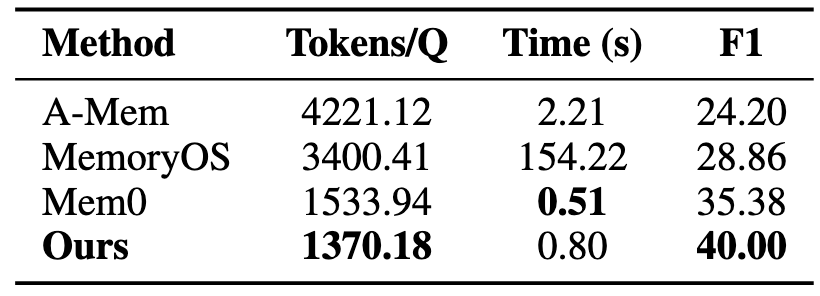 Method Tokens/Q Time (s) F1
A-Mem 4221.12 2.21 24.20
MemoryOS 3400.41 154.22 28.86
Mem0 1533.94 0.51 35.38
Ours 1370.18 0.80 40.00